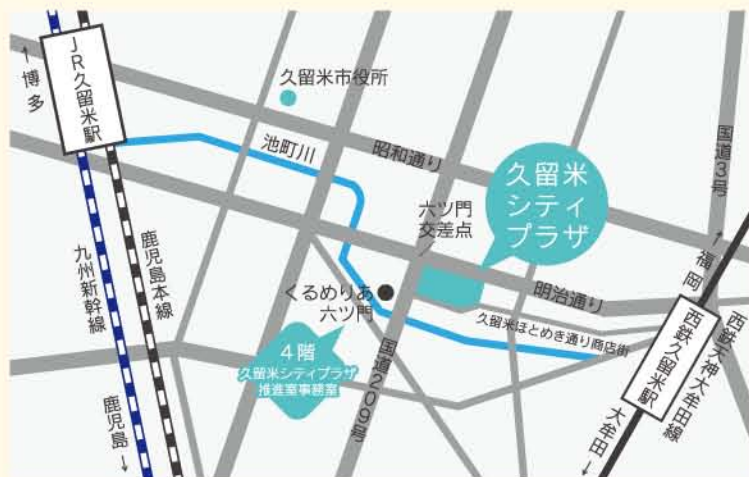 ↑博多
JR久留米駅
久留米市役所
池町川
昭和通り
国道3号
久留米
シティ
プラザ
六ツ門
交差点
↑福岡
明治通り
九州新幹線
鹿児島本線
くるめりあ
六ツ門
久留米ほとめき通り商店街
4階
久留米シティプラザ
推進室事務室
国道209号
西鉄久留米駅
西鉄天神大牟田線
鹿児島↓
大牟田↓